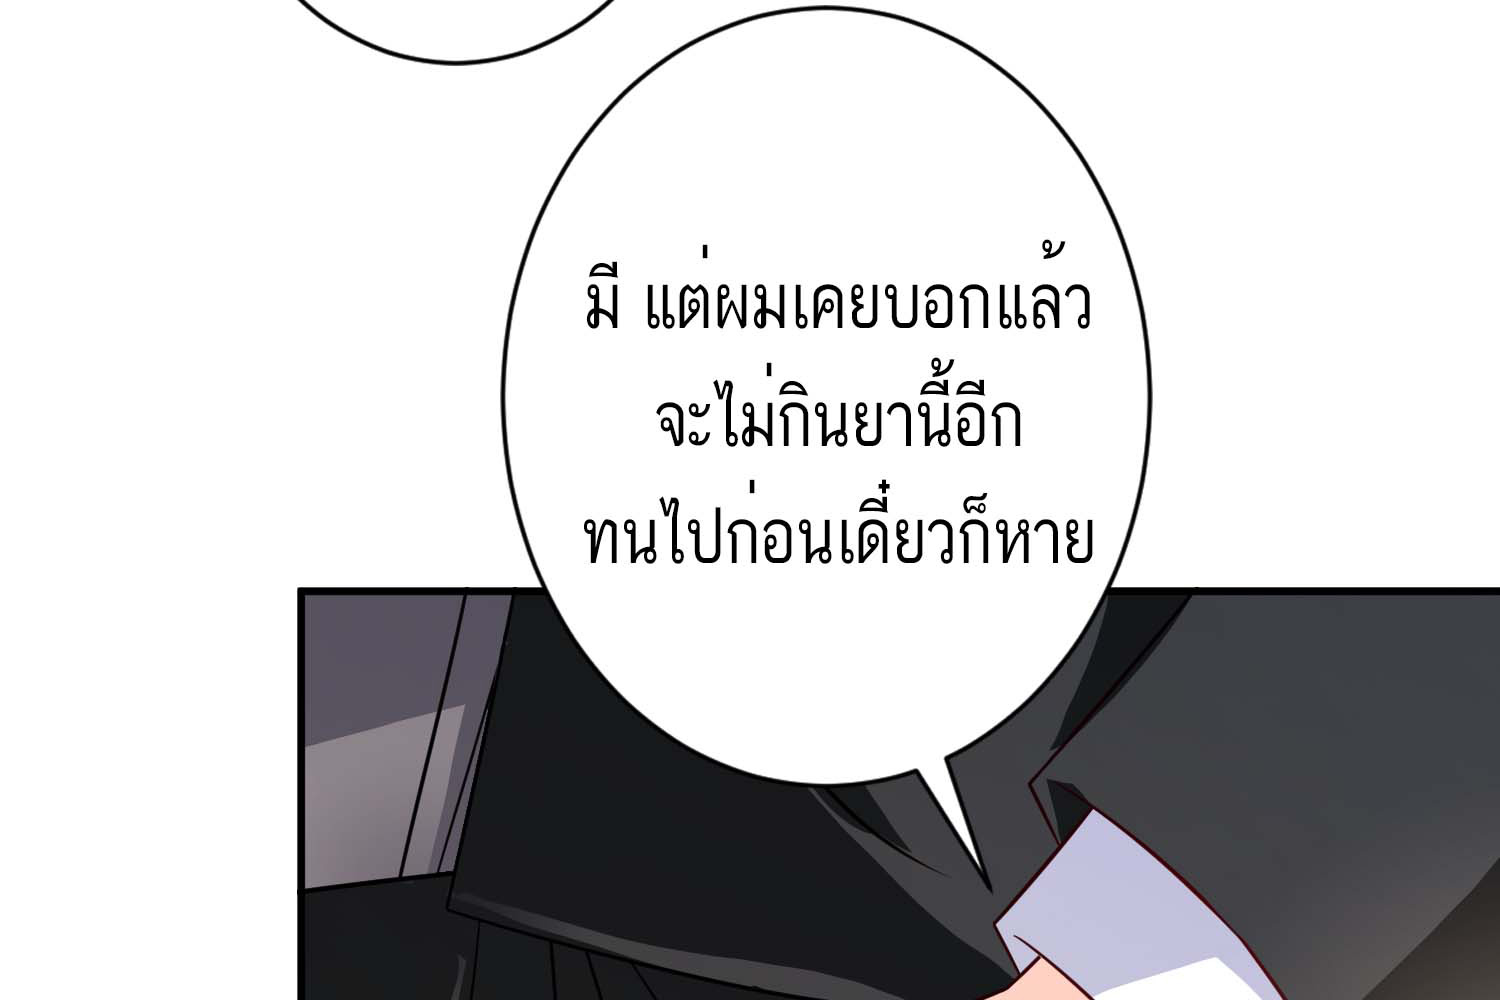 มี แต่ผมเคยบอกแล้ว
จะไม่กินยานี้อีก
ทนไปก่อนเดี๋ยวก็หาย